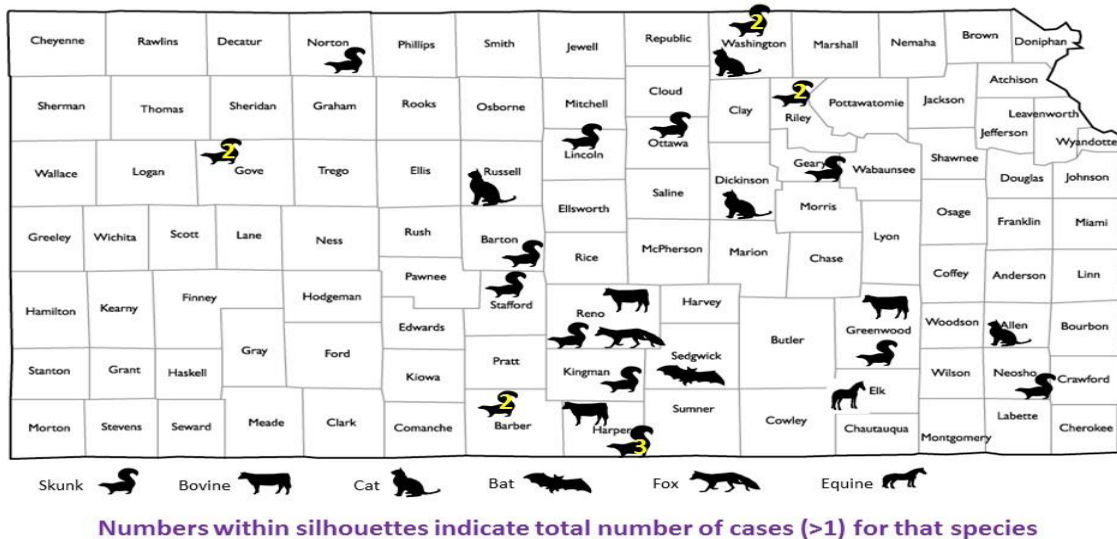 Cheyenne Rawlins Decatur Norton Phillips Smith Jewell Republic Washington Marshall Nemaha Brown Doniphan
2
Sherman Thomas Sheridan Graham Rooks Osborne Mitchell Cloud Clay Riley Pottawatomie Jackson Atchison
2
Jefferson Leavenworth Wyandotte
Wallace Logan Gove Trego Ellis Russell Lincoln Ottawa Saline Dickinson Geary Wabaunsee Shawnee Douglas Johnson
2
Greeley Wichita Scott Lane Ness Rush Barton Ellsworth Rice McPherson Marion Morris Chase Lyon Osage Franklin Miami
Hamilton Kearny Finney Hodgeman Pawnee Stafford Reno Harvey Butler Greenwood Coffey Anderson Linn
Gray Ford Edwards Sedgwick Woodson Allen Bourbon
Stanton Grant Haskell Kiowa Pratt Kingman Elk Wilson Neosho Crawford
Morton Stevens Seward Meade Clark Comanche Barber Harper Sumner Cowley Chautauqua Montgomery Labette Cherokee
2
3
Skunk Bovine Cat Bat Fox Equine
Numbers within silhouettes indicate total number of cases (>1) for that species